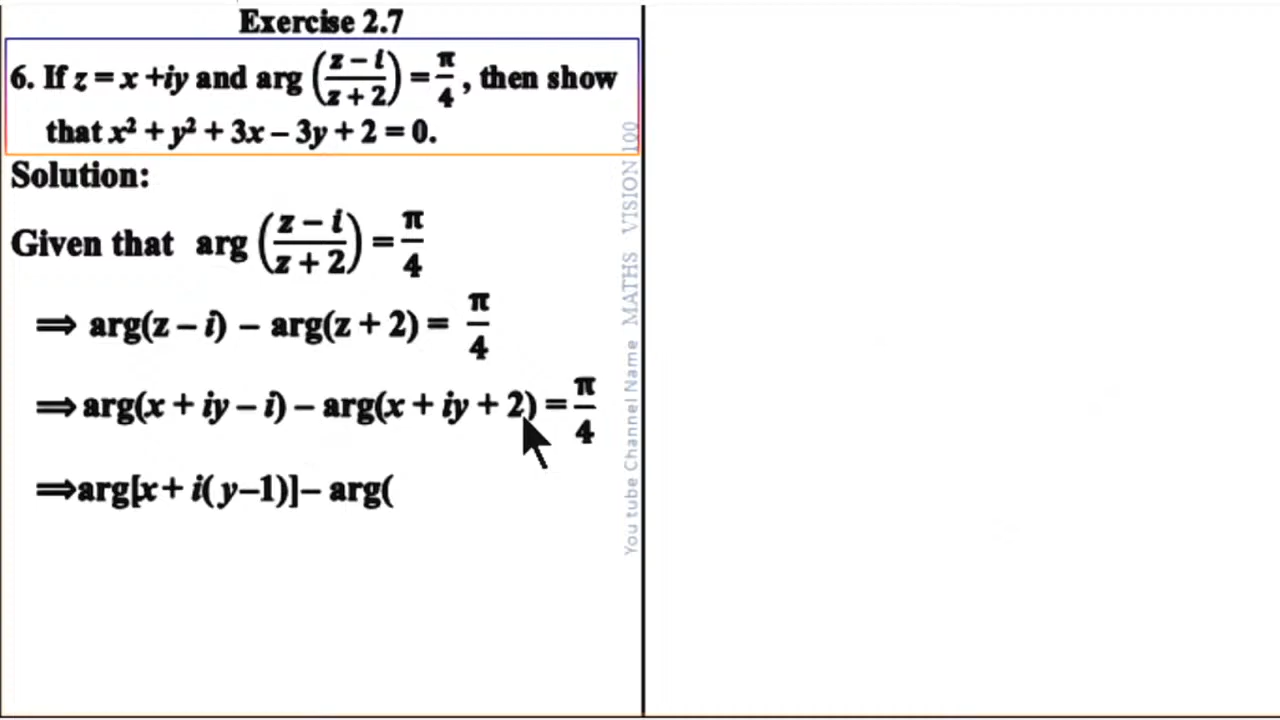 Exercise 2.7
6. If z = x +iy and arg ((z – i)/(z + 2)) = π/4 , then show
that x² + y² + 3x – 3y + 2 = 0.
Solution:
Given that arg ((z – i)/(z + 2)) = π/4
⟹ arg(z – i) – arg(z + 2) = π/4
⟹ arg(x + iy – i) – arg(x + iy + 2) = π/4
⟹arg[x + i( y–1)]– arg(
You tube Channel Name MATHS VISION 100